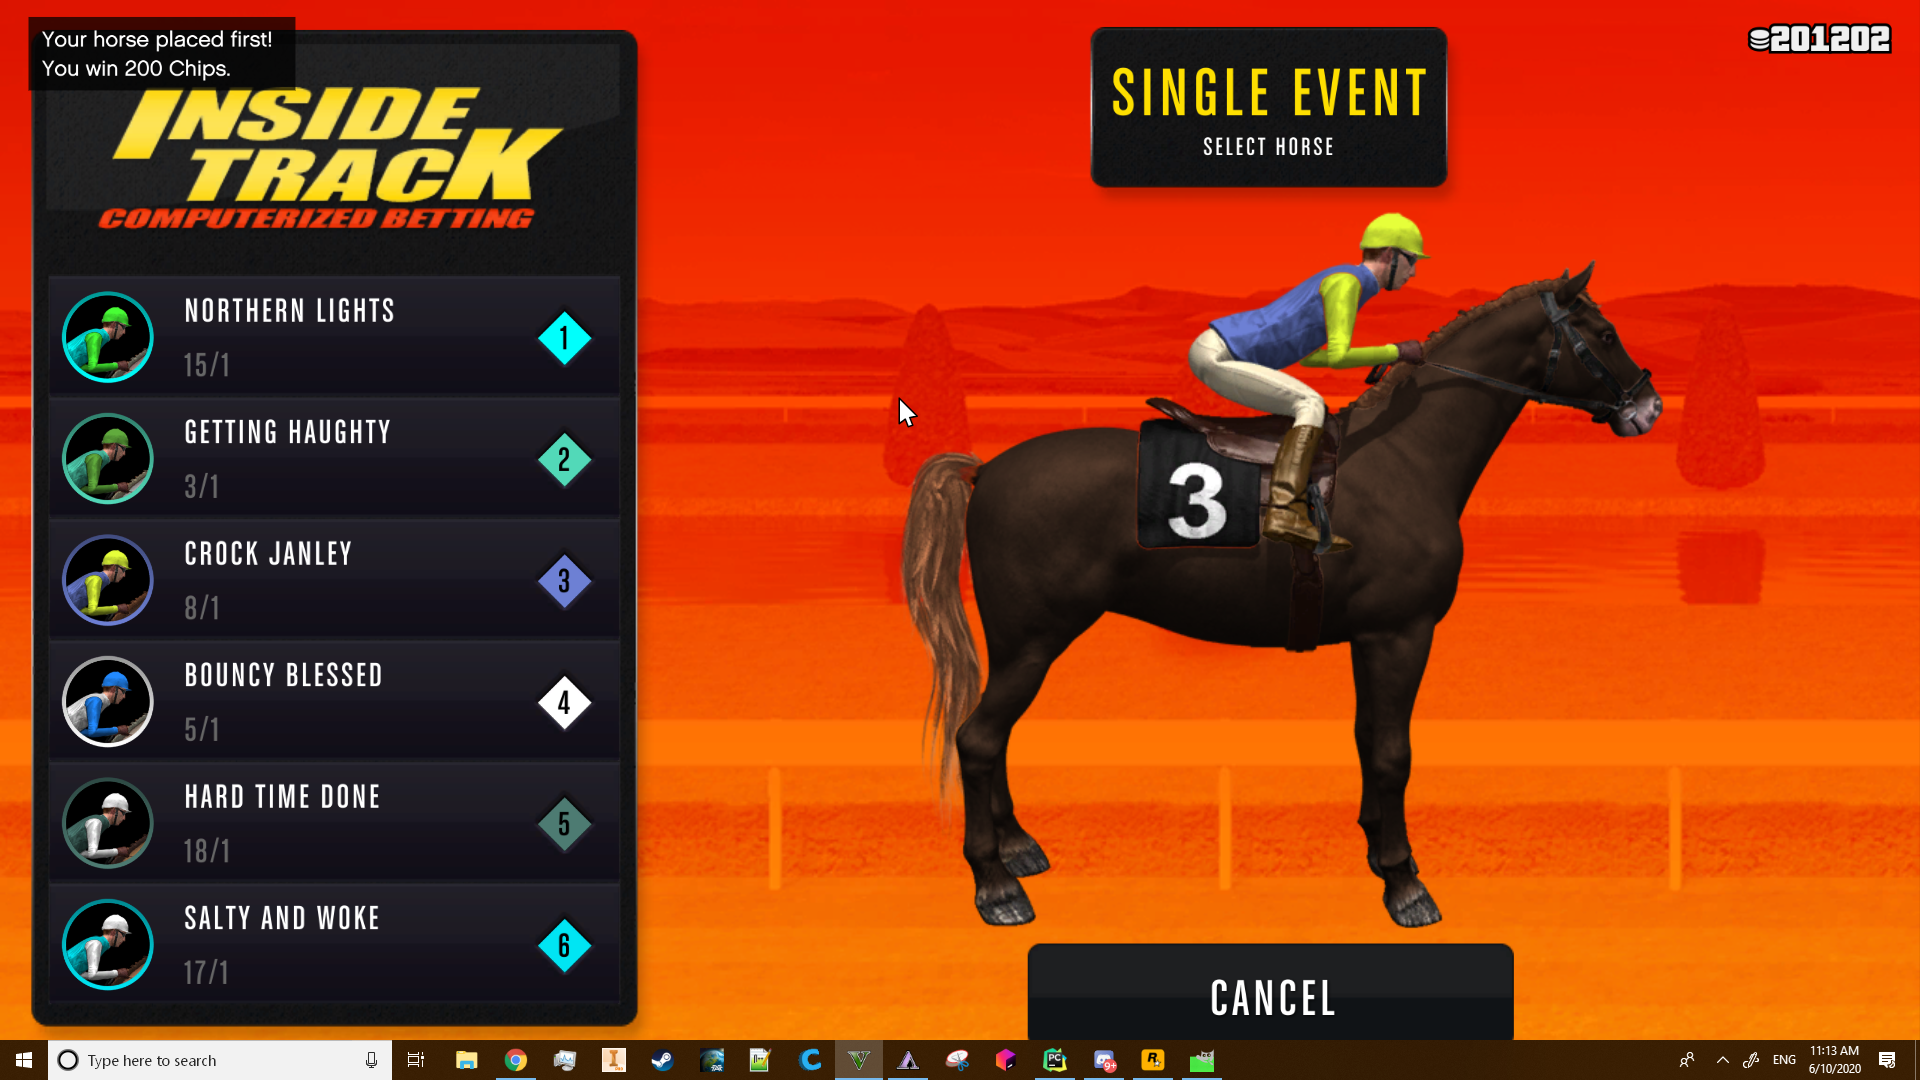 Your horse placed first!
You win 200 Chips.
INSIDE
TRACK
COMPUTERIZED BETTING
NORTHERN LIGHTS
15/1
1
GETTING HAUGHTY
3/1
2
CROCK JANLEY
8/1
3
BOUNCY BLESSED
5/1
4
HARD TIME DONE
18/1
5
SALTY AND WOKE
17/1
6
SINGLE EVENT
SELECT HORSE
201202
3
CANCEL
Type here to search
ENG
11:13 AM
6/10/2020